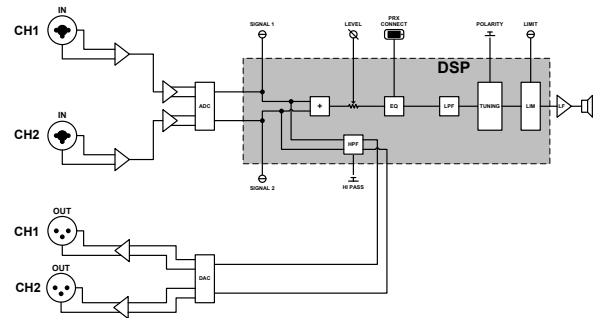 IN
CH1
SIGNAL 1
LEVEL
PRX
CONNECT
POLARITY
LIMIT
DSP
ADC
+
EQ
LPF
TUNING
LIM
LF
IN
CH2
HPF
SIGNAL 2
HI PASS
OUT
CH1
DAC
OUT
CH2